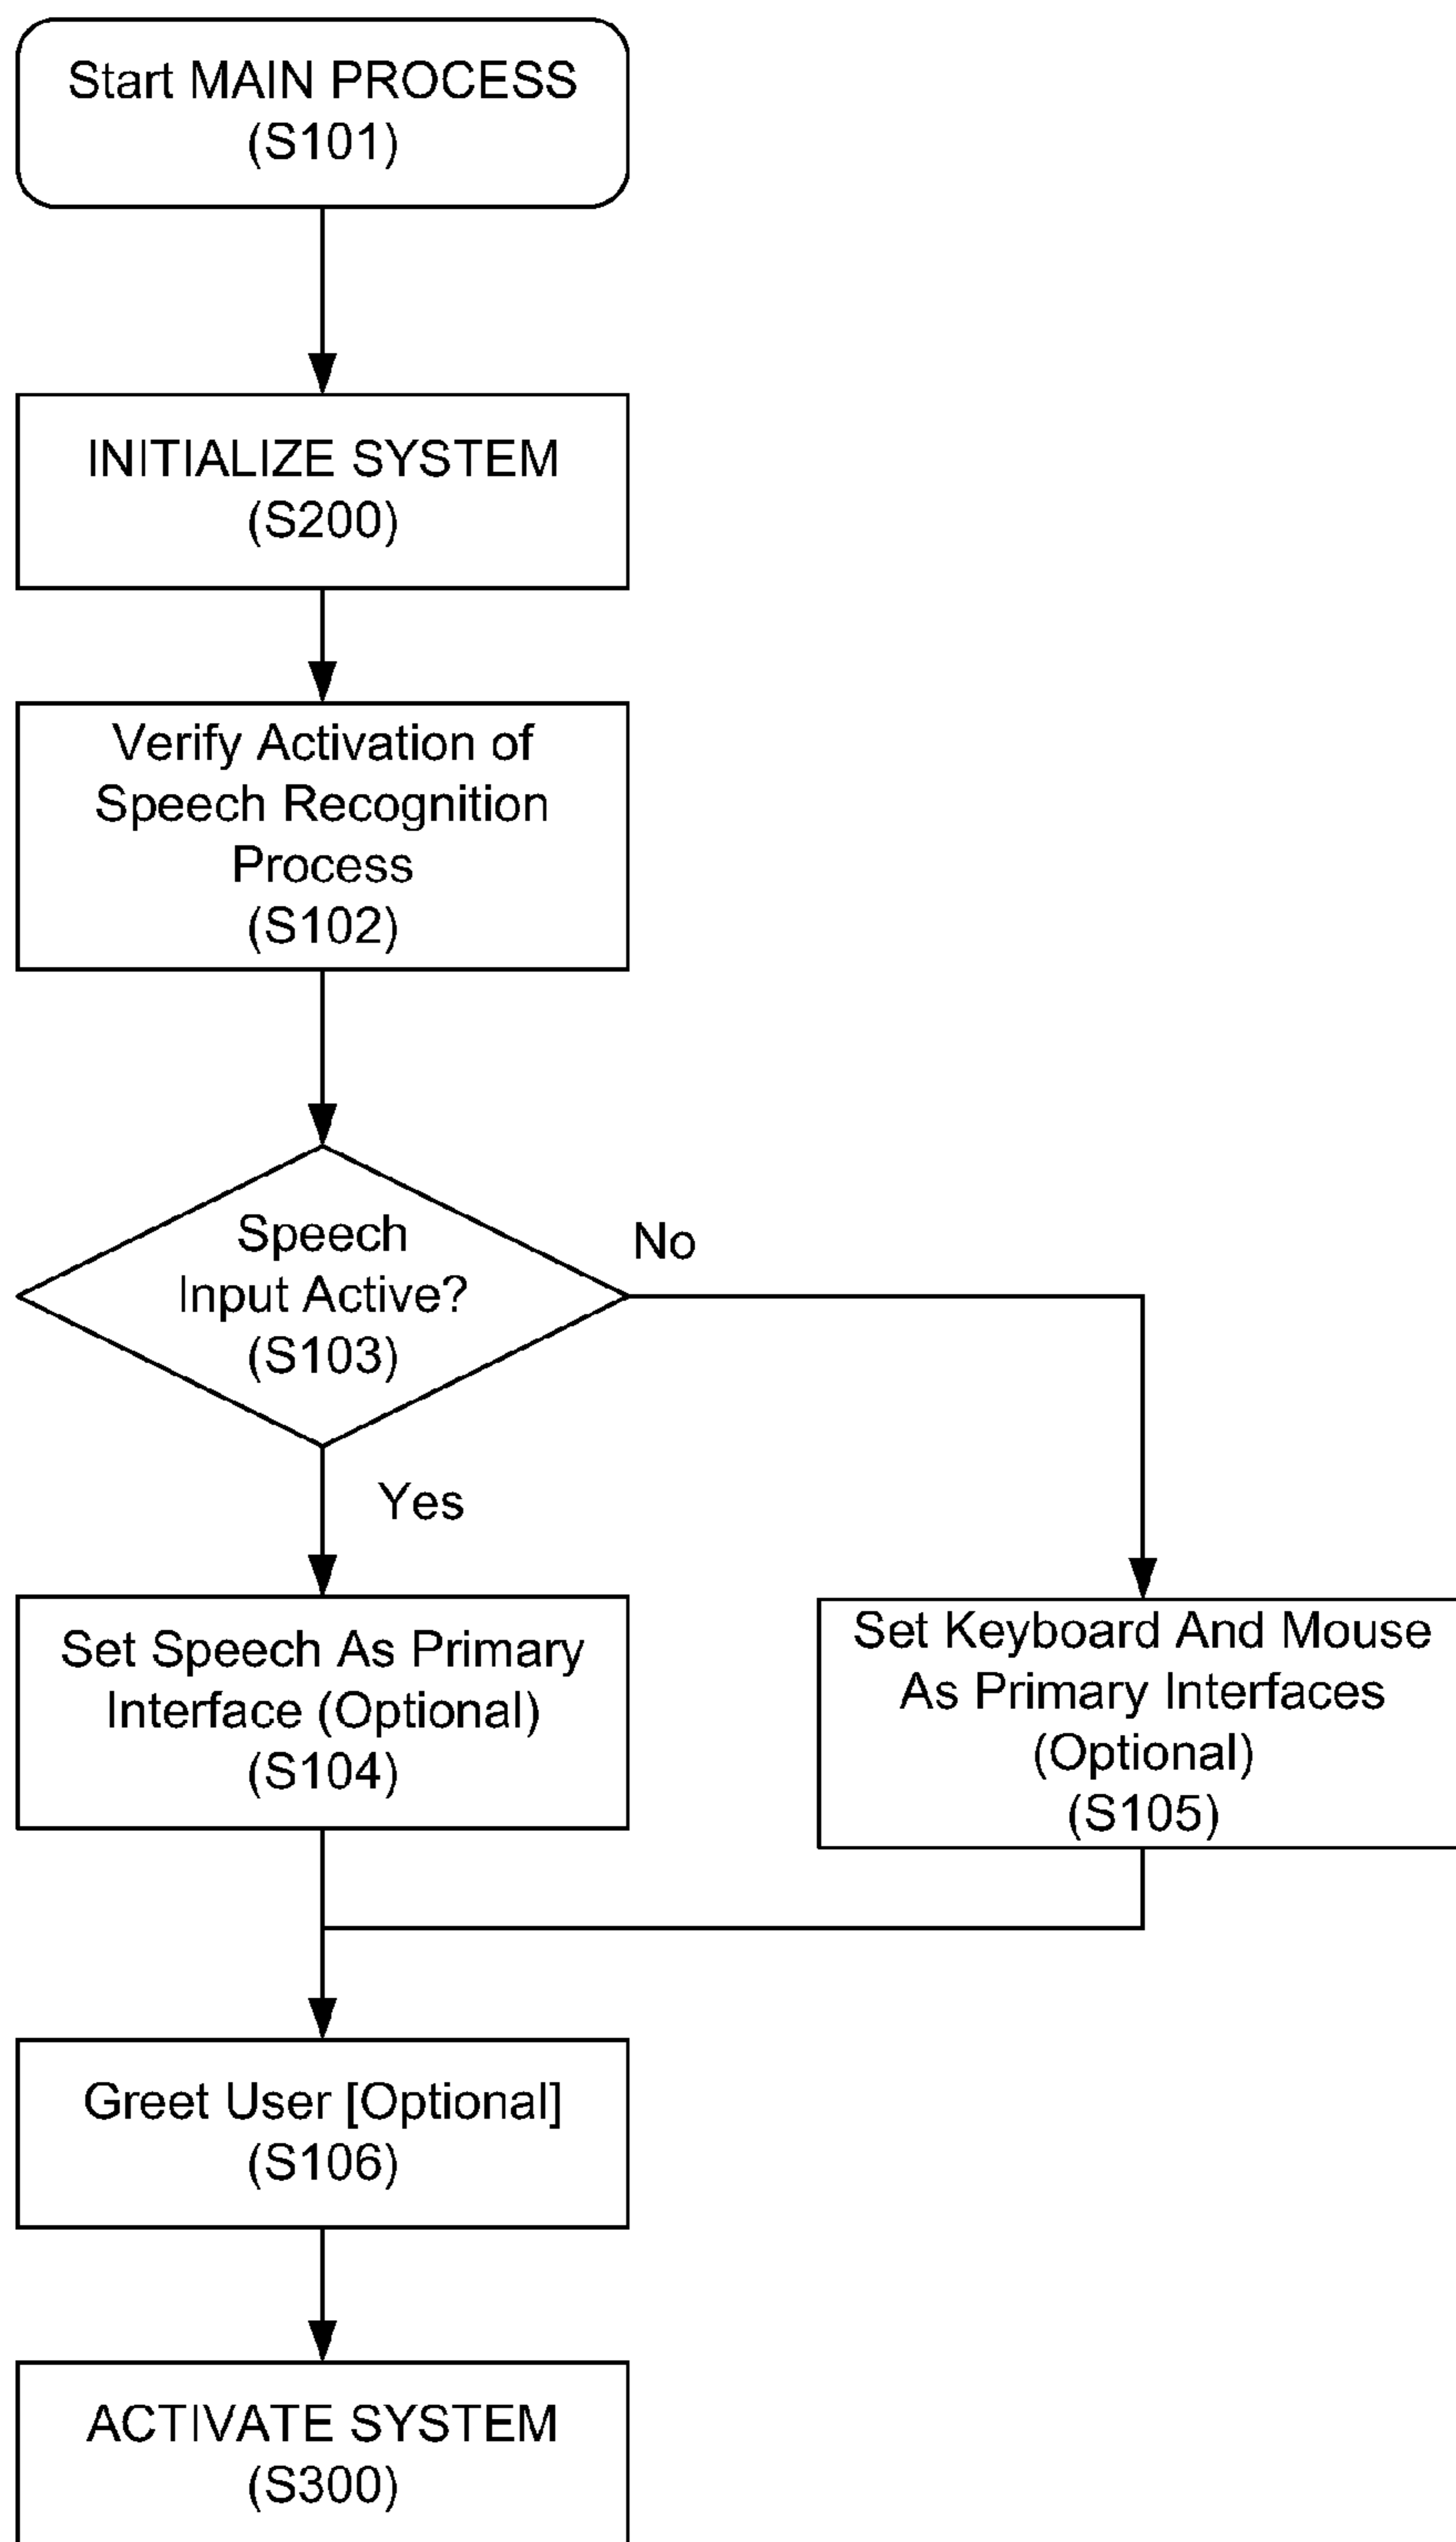 Start MAIN PROCESS
(S101)
INITIALIZE SYSTEM
(S200)
Verify Activation of
Speech Recognition
Process
(S102)
Speech
Input Active?
(S103)
No
Yes
Set Speech As Primary
Interface (Optional)
(S104)
Set Keyboard And Mouse
As Primary Interfaces
(Optional)
(S105)
Greet User [Optional]
(S106)
ACTIVATE SYSTEM
(S300)